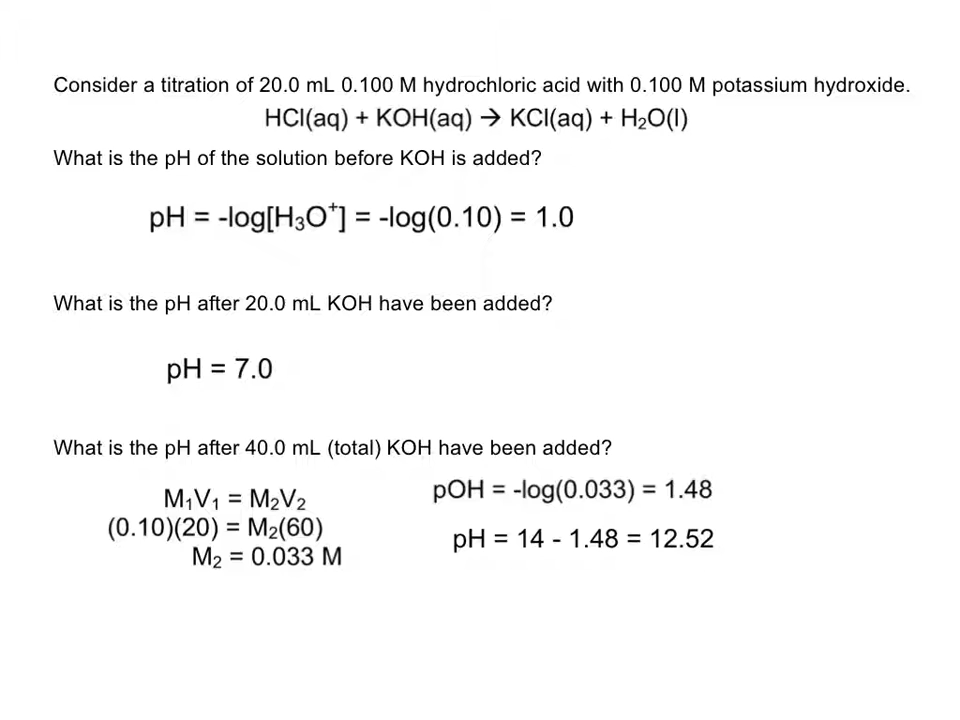 Consider a titration of 20.0 mL 0.100 M hydrochloric acid with 0.100 M potassium hydroxide.
HCl(aq) + KOH(aq) → KCl(aq) + H₂O(l)
What is the pH of the solution before KOH is added?
pH = -log[H₃O⁺] = -log(0.10) = 1.0
What is the pH after 20.0 mL KOH have been added?
pH = 7.0
What is the pH after 40.0 mL (total) KOH have been added?
M₁V₁ = M₂V₂
(0.10)(20) = M₂(60)
M₂ = 0.033 M
pOH = -log(0.033) = 1.48
pH = 14 - 1.48 = 12.52